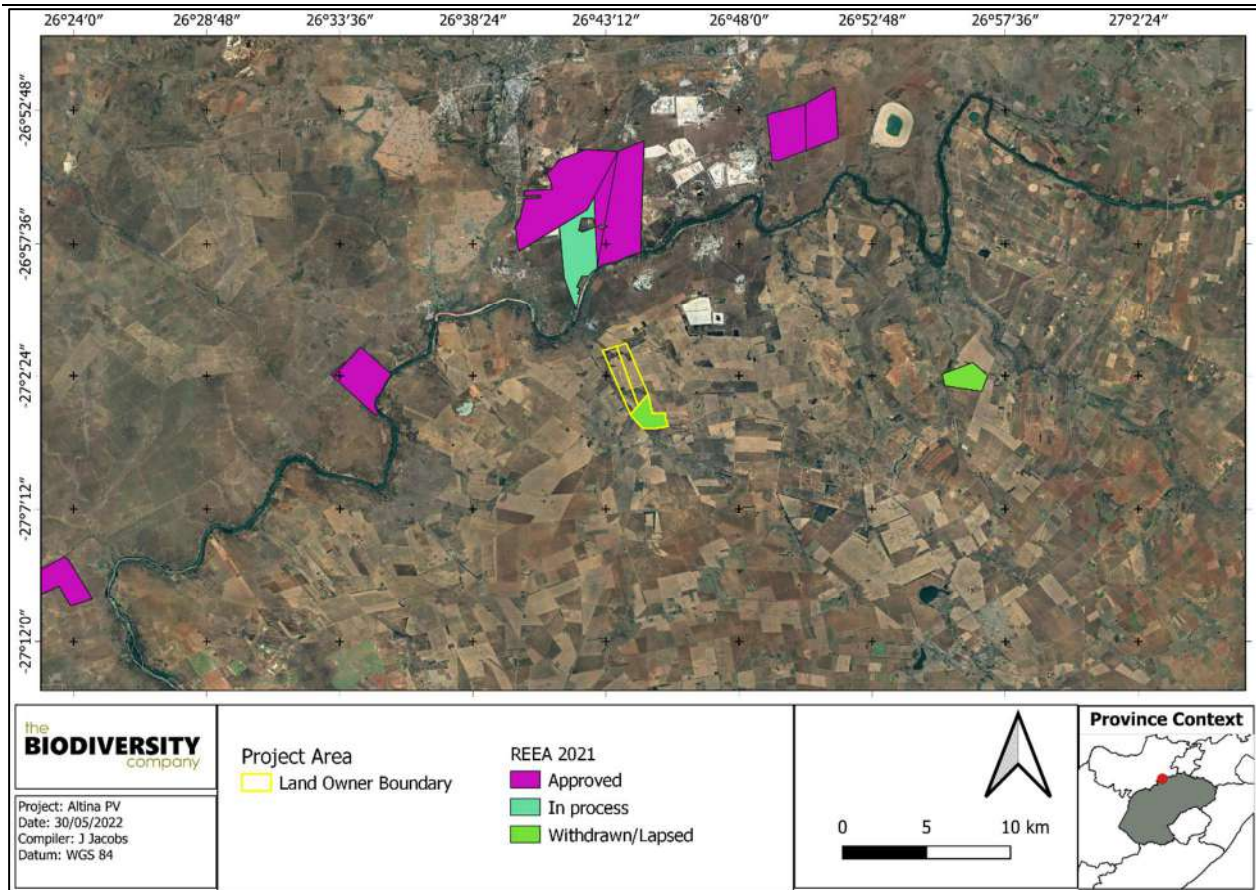 26°24′0″ 26°28′48″ 26°33′36″ 26°38′24″ 26°43′12″ 26°48′0″ 26°52′48″ 26°57′36″ 27°2′24″
-26°52′48″
-26°57′36″
-27°2′24″
-27°7′12″
-27°12′0″
the
BIODIVERSITY
company
Project: Altina PV
Date: 30/05/2022
Compiler: J Jacobs
Datum: WGS 84
Project Area
Land Owner Boundary
REEA 2021
Approved
In process
Withdrawn/Lapsed
0 5 10 km
Province Context